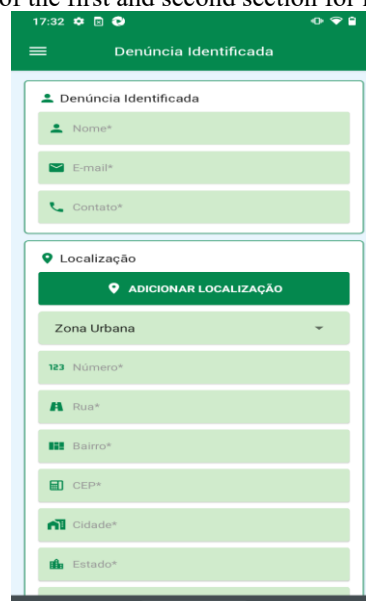 of the first and second section for
17:32
Denúncia Identificada
Denúncia Identificada
Nome*
E-mail*
Contato*
Localização
ADICIONAR LOCALIZAÇÃO
Zona Urbana
123 Número*
Rua*
Bairro*
CEP*
Cidade*
Estado*